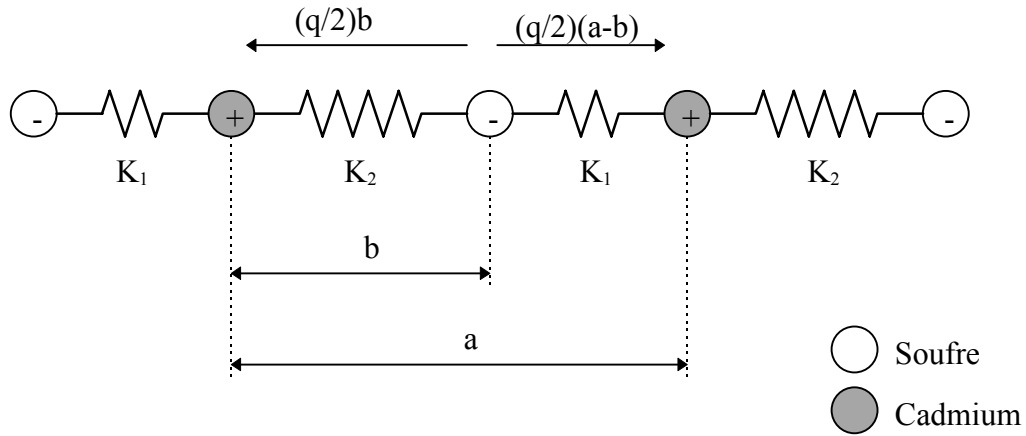 (q/2)b (q/2)(a-b)
- + - + -
K₁ K₂ K₁ K₂
b
a
Soufre
Cadmium